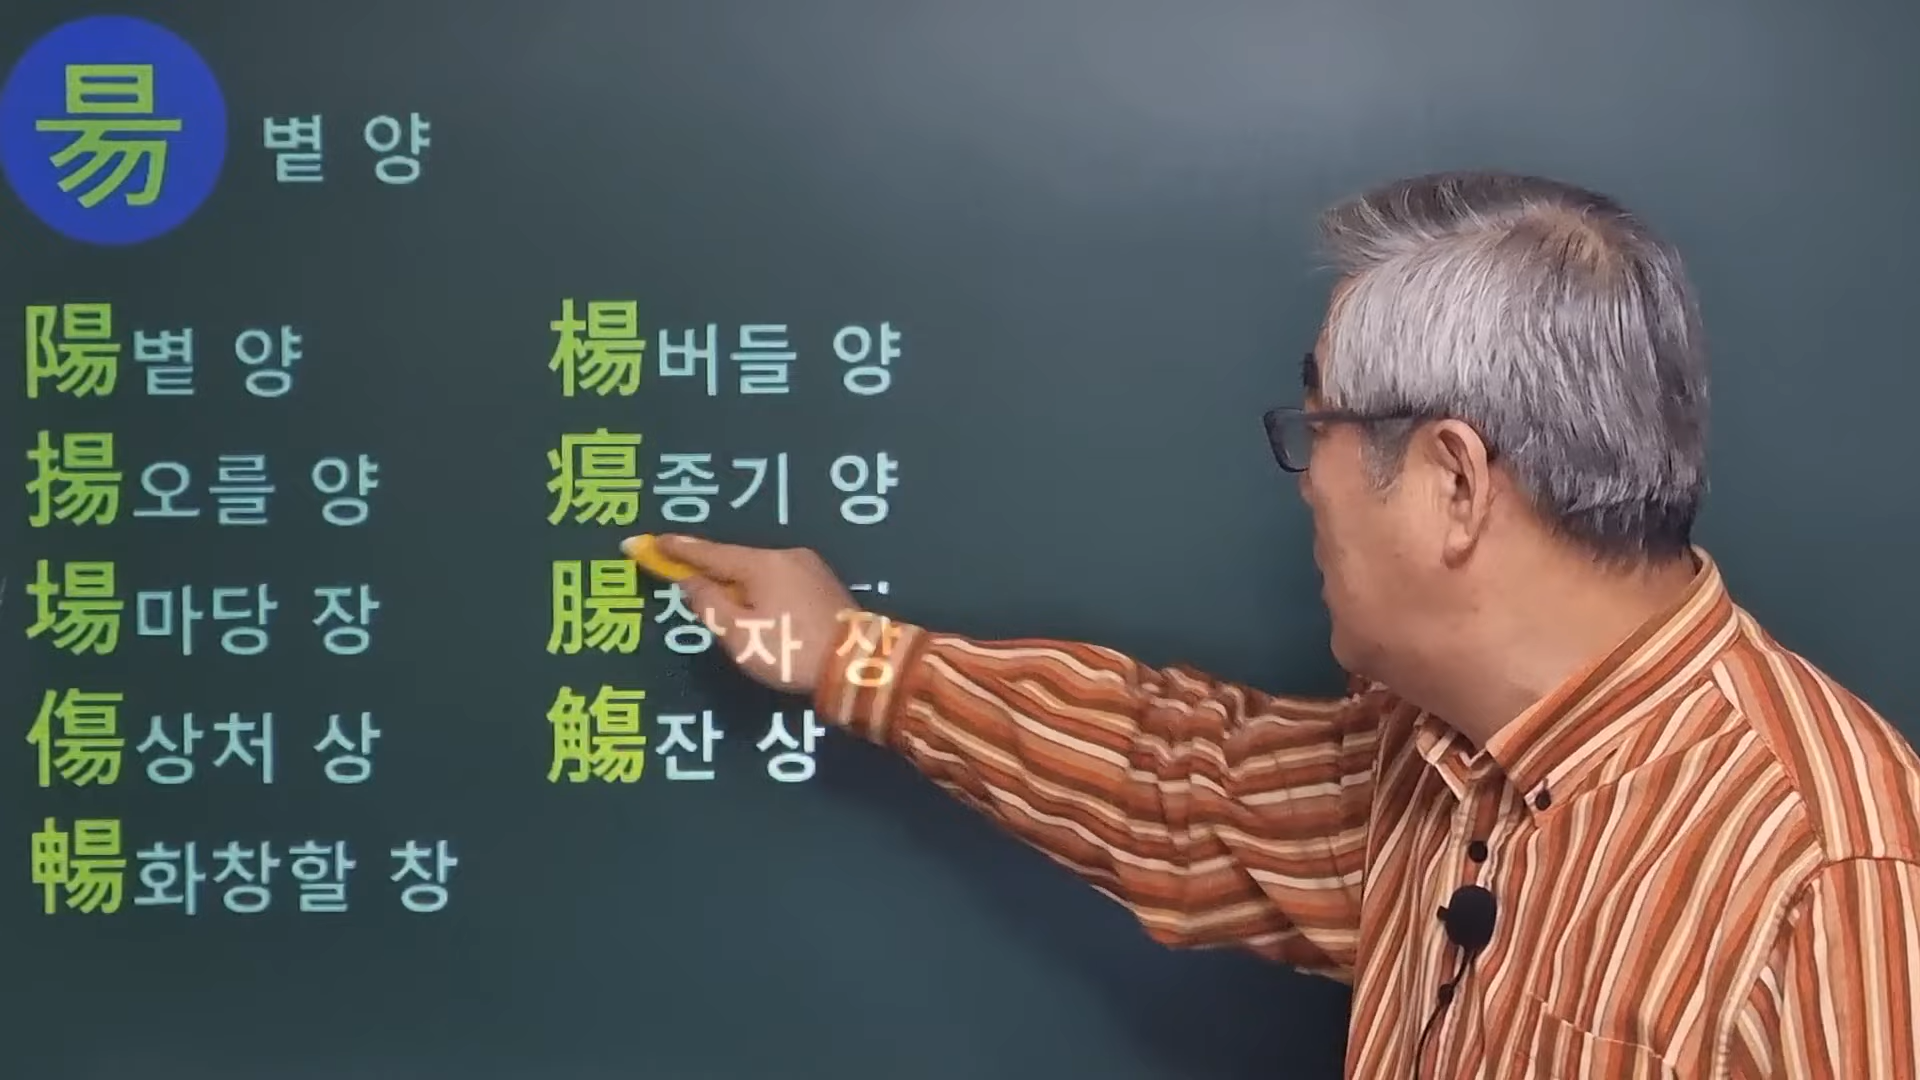 昜 볕 양
陽 볕 양
揚 오를 양
場 마당 장
傷 상처 상
暢 화창할 창
楊 버들 양
瘍 종기 양
腸 창자 장
觴 잔 상